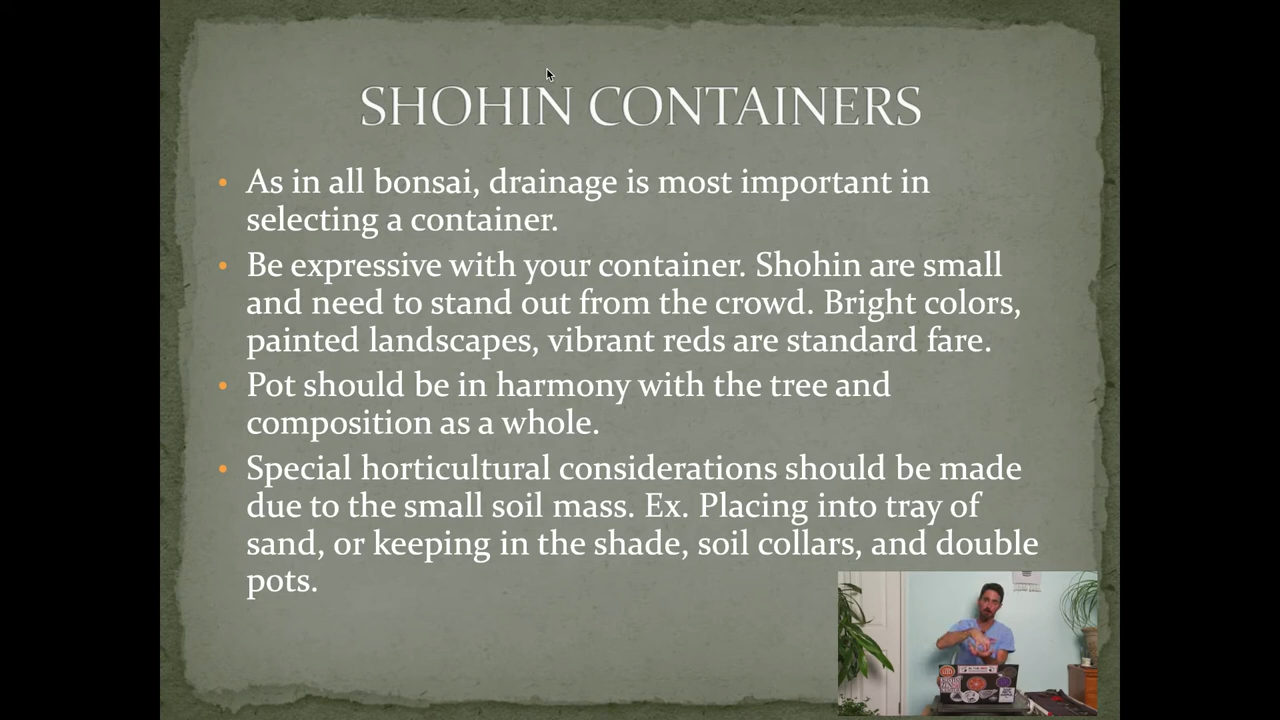 SHOHIN CONTAINERS
• As in all bonsai, drainage is most important in
selecting a container.
• Be expressive with your container. Shohin are small
and need to stand out from the crowd. Bright colors,
painted landscapes, vibrant reds are standard fare.
• Pot should be in harmony with the tree and
composition as a whole.
• Special horticultural considerations should be made
due to the small soil mass. Ex. Placing into tray of
sand, or keeping in the shade, soil collars, and double
pots.